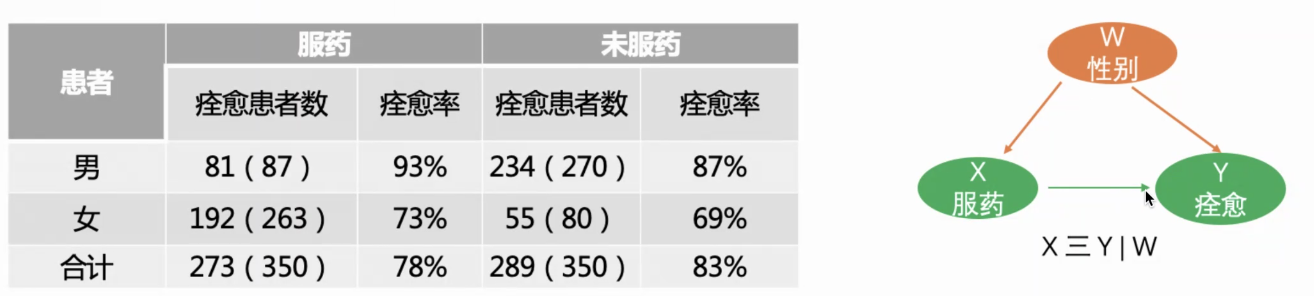 患者 服药 未服药
痊愈患者数 痊愈率 痊愈患者数 痊愈率
男 81（87） 93% 234（270） 87%
女 192（263） 73% 55（80） 69%
合计 273（350） 78% 289（350） 83%
W
性别
X
服药
Y
痊愈
X 三 Y | W